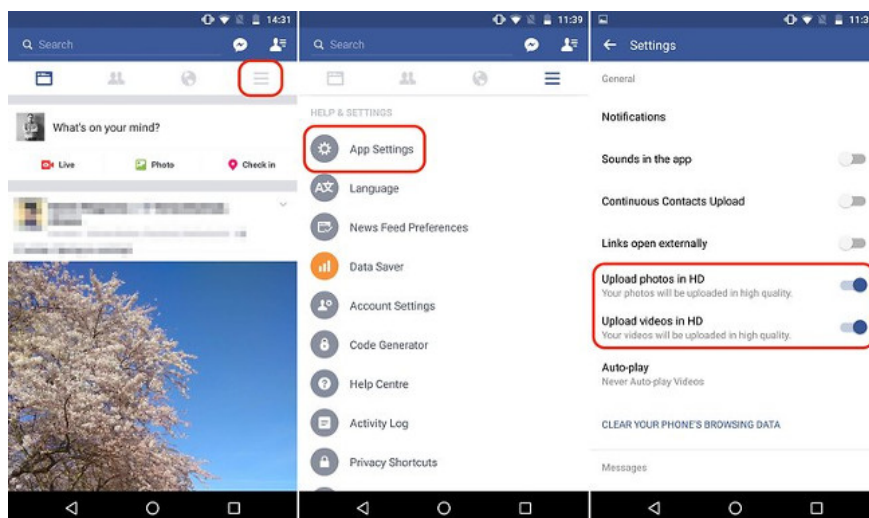 14:31
Search
What's on your mind?
Live
Photo
Check in
11:39
Search
HELP & SETTINGS
App Settings
Language
News Feed Preferences
Data Saver
Account Settings
Code Generator
Help Centre
Activity Log
Privacy Shortcuts
11:3
Settings
General
Notifications
Sounds in the app
Continuous Contacts Upload
Links open externally
Upload photos in HD
Your photos will be uploaded in high quality.
Upload videos in HD
Your videos will be uploaded in high quality.
Auto-play
Never Auto-play Videos
CLEAR YOUR PHONE'S BROWSING DATA
Messages